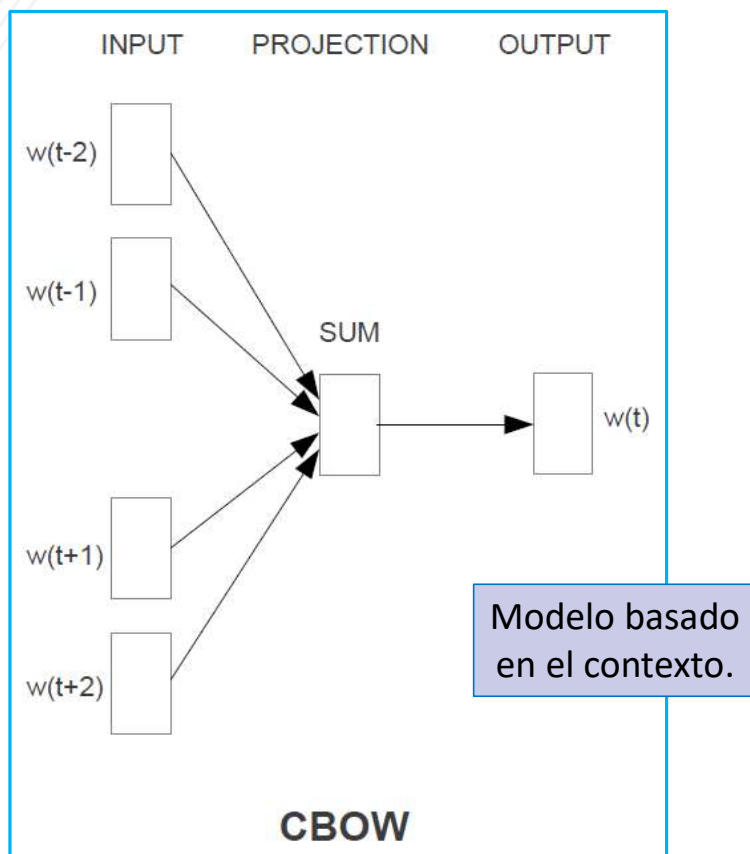 INPUT PROJECTION OUTPUT
w(t-2)
w(t-1)
SUM
w(t)
w(t+1)
Modelo basado
en el contexto.
w(t+2)
CBOW